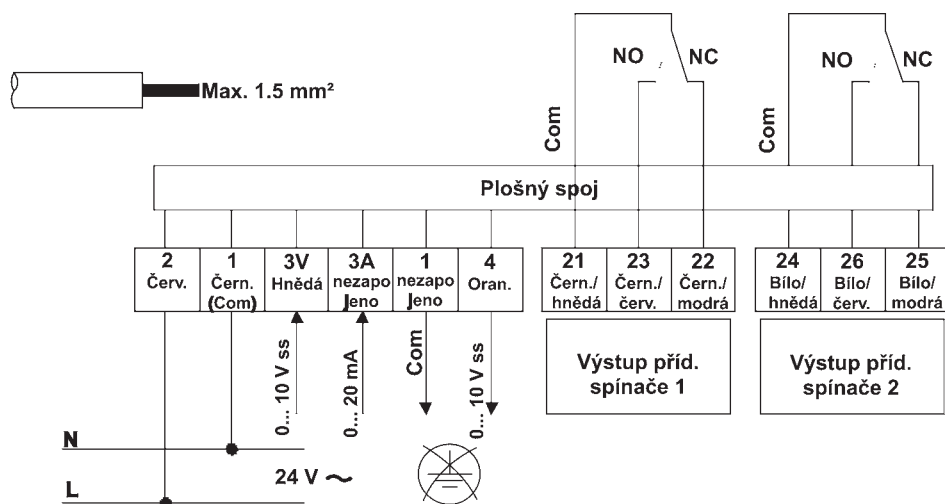 Max. 1.5 mm²
Com
NO
NC
Com
NO
NC
Plošný spoj
2
Červ.
1
Čern.
(Com)
3V
Hnědá
3A
nezapo
Jeno
1
nezapo
Jeno
4
Oran.
21
Čern./
hnědá
23
Čern./
červ.
22
Čern./
modrá
24
Bílo/
hnědá
26
Bílo/
červ.
25
Bílo/
modrá
0... 10 V ss
0... 20 mA
Com
0... 10 V ss
Výstup příd.
spínače 1
Výstup příd.
spínače 2
N
24 V ~
L